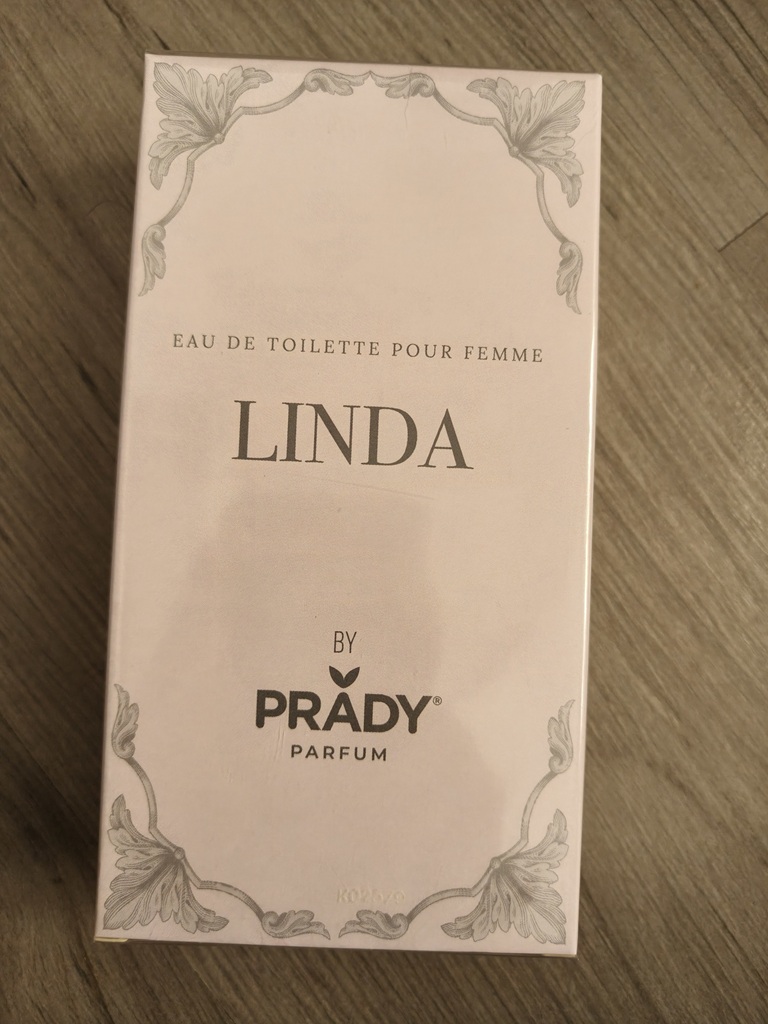 EAU DE TOILETTE POUR FEMME
LINDA
BY
PRADY®
PARFUM